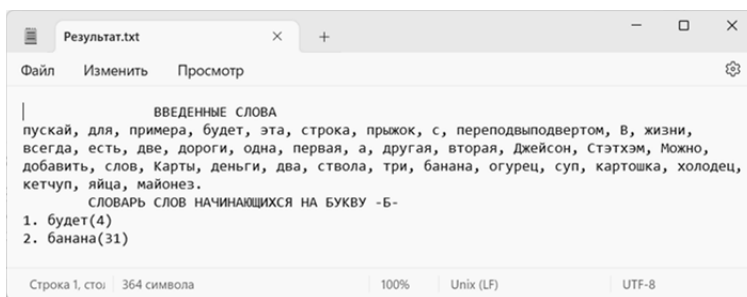 Результат.txt
Файл Изменить Просмотр
ВВЕДЕННЫЕ СЛОВА
пускай, для, примера, будет, эта, строка, прыжок, с, переподвыподвертом, В, жизни,
всегда, есть, две, дороги, одна, первая, а, другая, вторая, Джейсон, Стэтхэм, Можно,
добавить, слов, Карты, деньги, два, ствола, три, банана, огурец, суп, картошка, холодец,
кетчуп, яйца, майонез.
СЛОВАРЬ СЛОВ НАЧИНАЮЩИХСЯ НА БУКВУ -Б-
1. будет(4)
2. банана(31)
Строка 1, сто 364 символа 100% Unix (LF) UTF-8